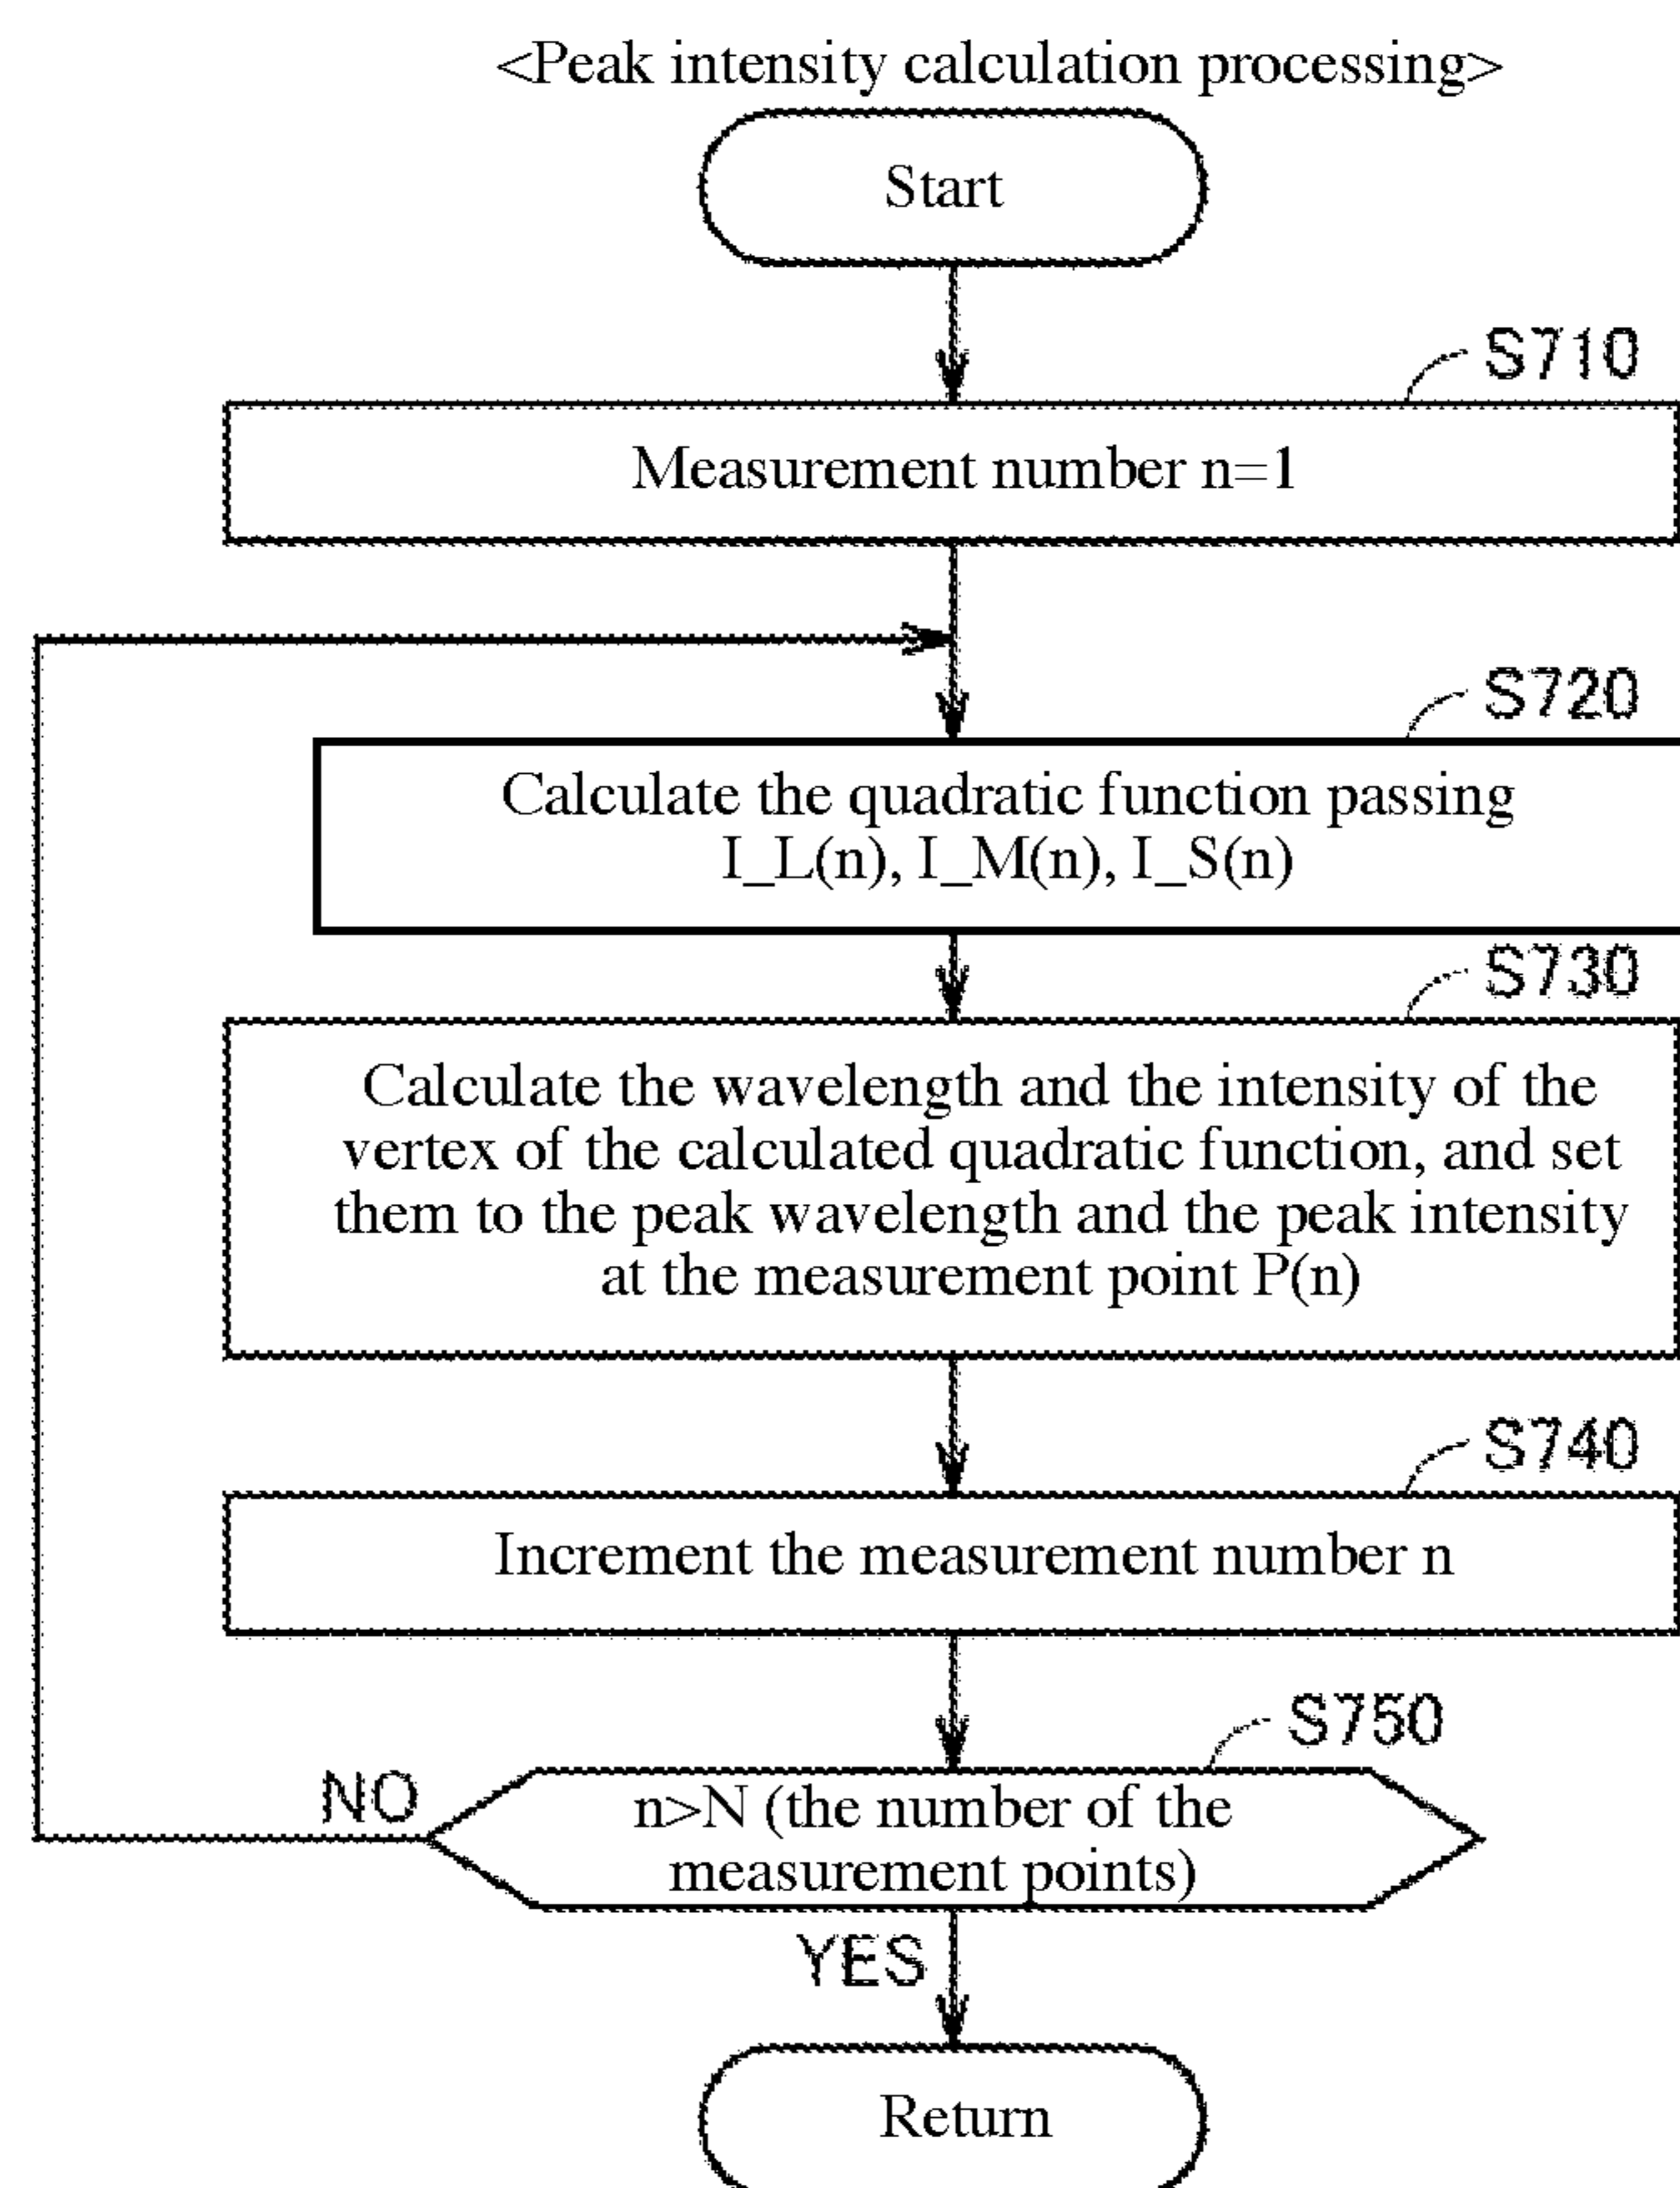 <Peak intensity calculation processing>
Start
S710
Measurement number n=1
S720
Calculate the quadratic function passing
I_L(n), I_M(n), I_S(n)
S730
Calculate the wavelength and the intensity of the
vertex of the calculated quadratic function, and set
them to the peak wavelength and the peak intensity
at the measurement point P(n)
S740
Increment the measurement number n
S750
NO
n>N (the number of the
measurement points)
YES
Return